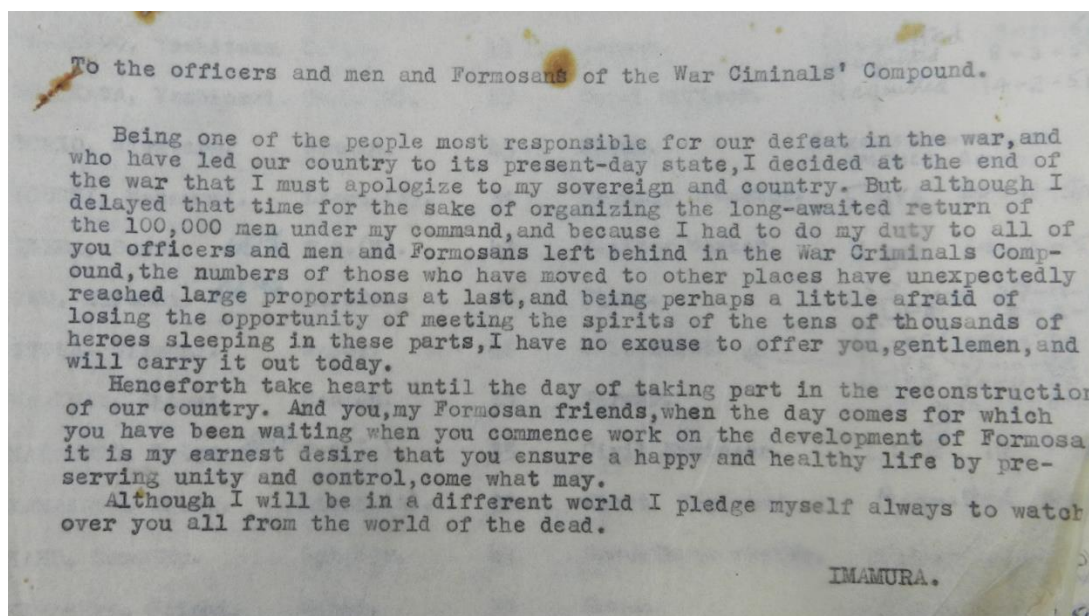 To the officers and men and Formosans of the War Ciminals' Compound.
Being one of the people most responsible for our defeat in the war,and
who have led our country to its present-day state,I decided at the end of
the war that I must apologize to my sovereign and country. But although I
delayed that time for the sake of organizing the long-awaited return of
the 100,000 men under my command,and because I had to do my duty to all of
you officers and men and Formosans left behind in the War Criminals Comp-
ound,the numbers of those who have moved to other places have unexpectedly
reached large proportions at last,and being perhaps a little afraid of
losing the opportunity of meeting the spirits of the tens of thousands of
heroes sleeping in these parts,I have no excuse to offer you,gentlemen,and
will carry it out today.
Henceforth take heart until the day of taking part in the reconstruction
of our country. And you,my Formosan friends,when the day comes for which
you have been waiting when you commence work on the development of Formosa
it is my earnest desire that you ensure a happy and healthy life by pre-
serving unity and control,come what may.
Although I will be in a different world I pledge myself always to watch
over you all from the world of the dead.
IMAMURA.